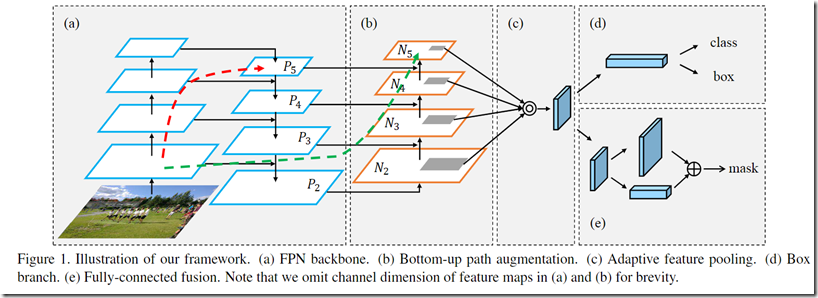 (a)
(b)
(c)
(d)
(e)
P5
P4
P3
P2
N5
N4
N3
N2
class
box
mask
Figure 1. Illustration of our framework. (a) FPN backbone. (b) Bottom-up path augmentation. (c) Adaptive feature pooling. (d) Box
branch. (e) Fully-connected fusion. Note that we omit channel dimension of feature maps in (a) and (b) for brevity.